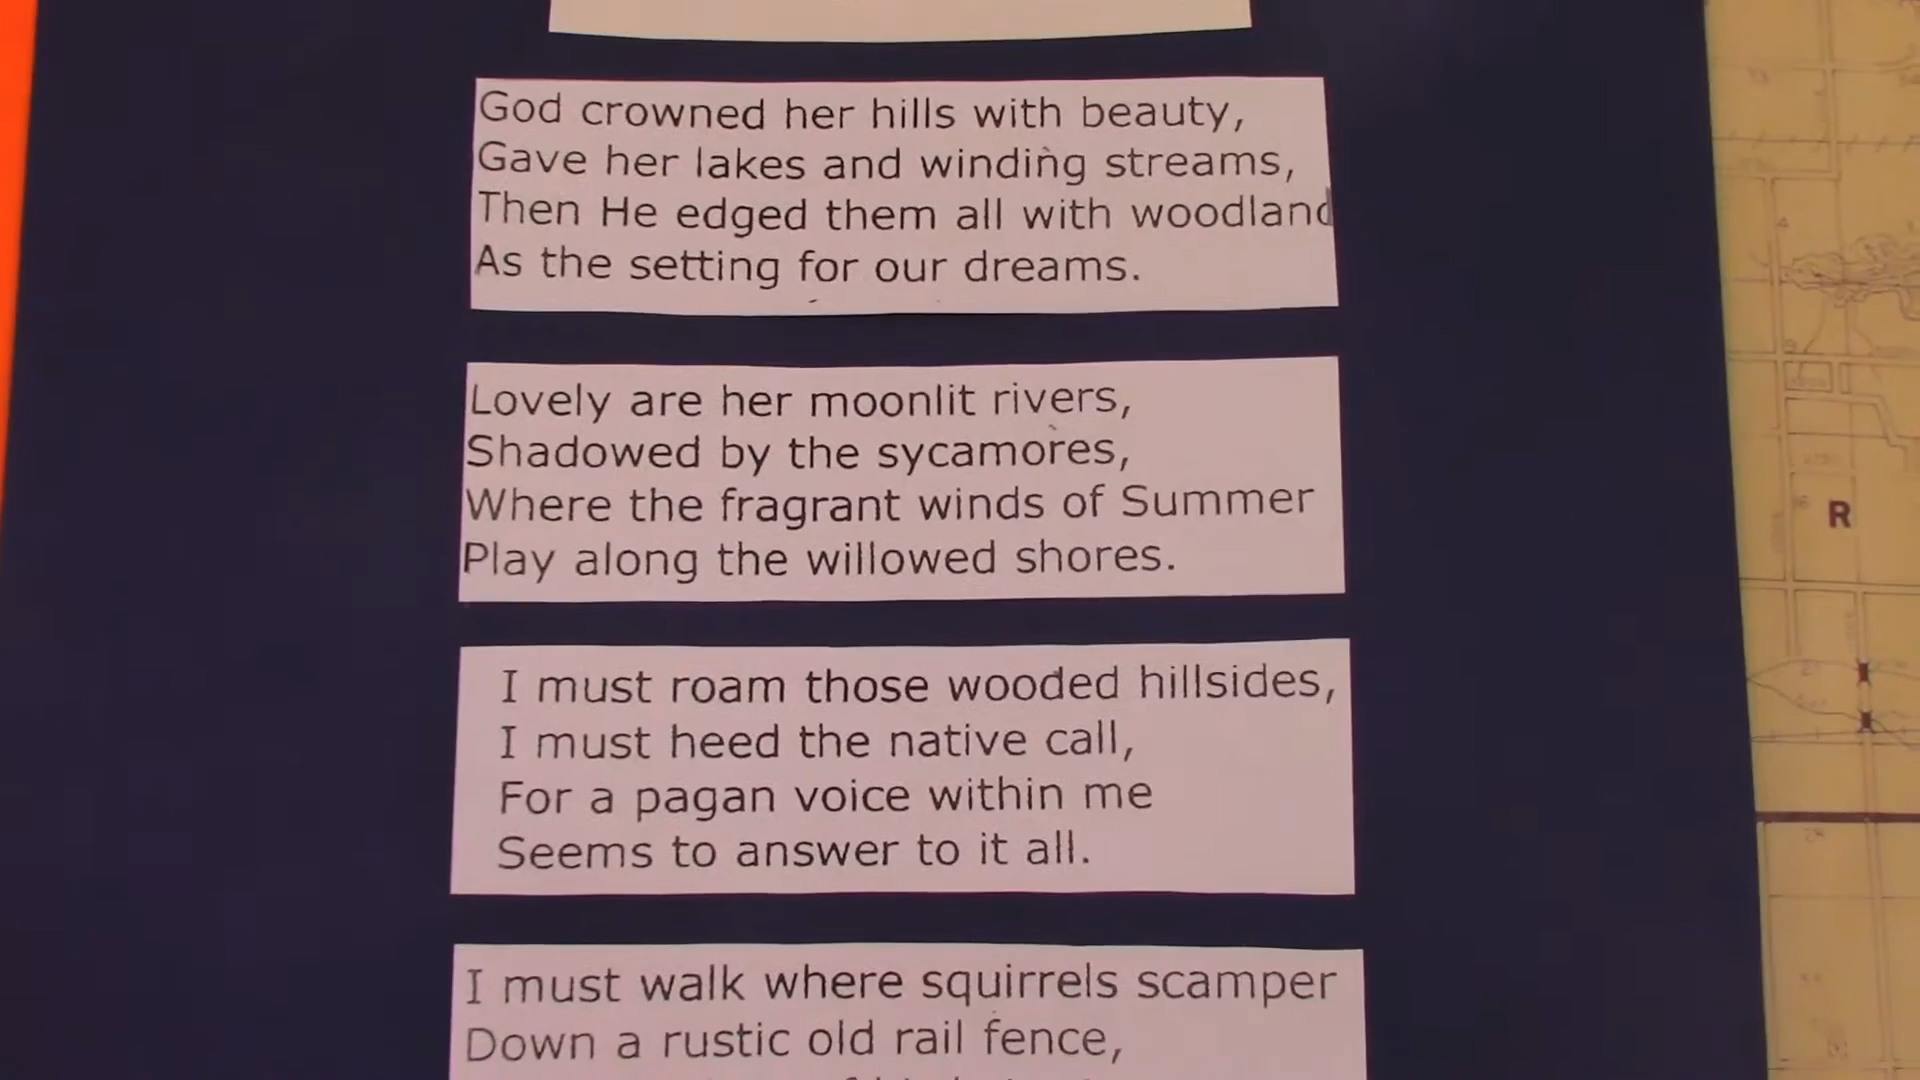 God crowned her hills with beauty,
Gave her lakes and winding streams,
Then He edged them all with woodland
As the setting for our dreams.
Lovely are her moonlit rivers,
Shadowed by the sycamores,
Where the fragrant winds of Summer
Play along the willowed shores.
I must roam those wooded hillsides,
I must heed the native call,
For a pagan voice within me
Seems to answer to it all.
I must walk where squirrels scamper
Down a rustic old rail fence,
R